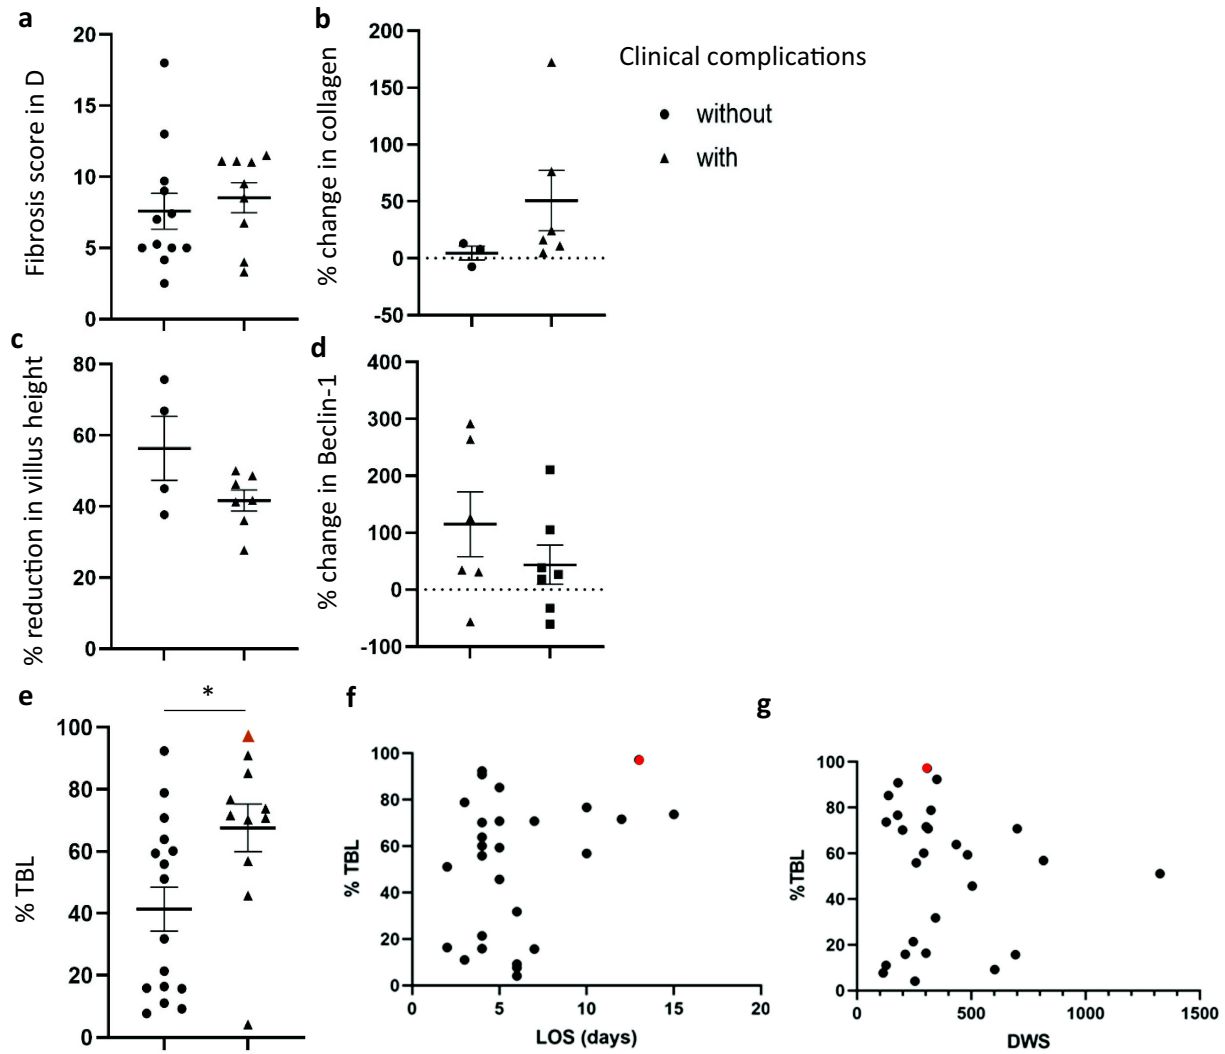 a
20
15
10
5
0
Fibrosis score in D
b
200
150
100
50
0
-50
% change in collagen
Clinical complications
without
with
c
80
60
40
20
0
% reduction in villus height
d
400
300
200
100
0
-100
% change in Beclin-1
e
*
100
80
60
40
20
0
% TBL
f
100
80
60
40
20
0
% TBL
0 5 10 15 20
LOS (days)
g
100
80
60
40
20
0
%TBL
0 500 1000 1500
DWS